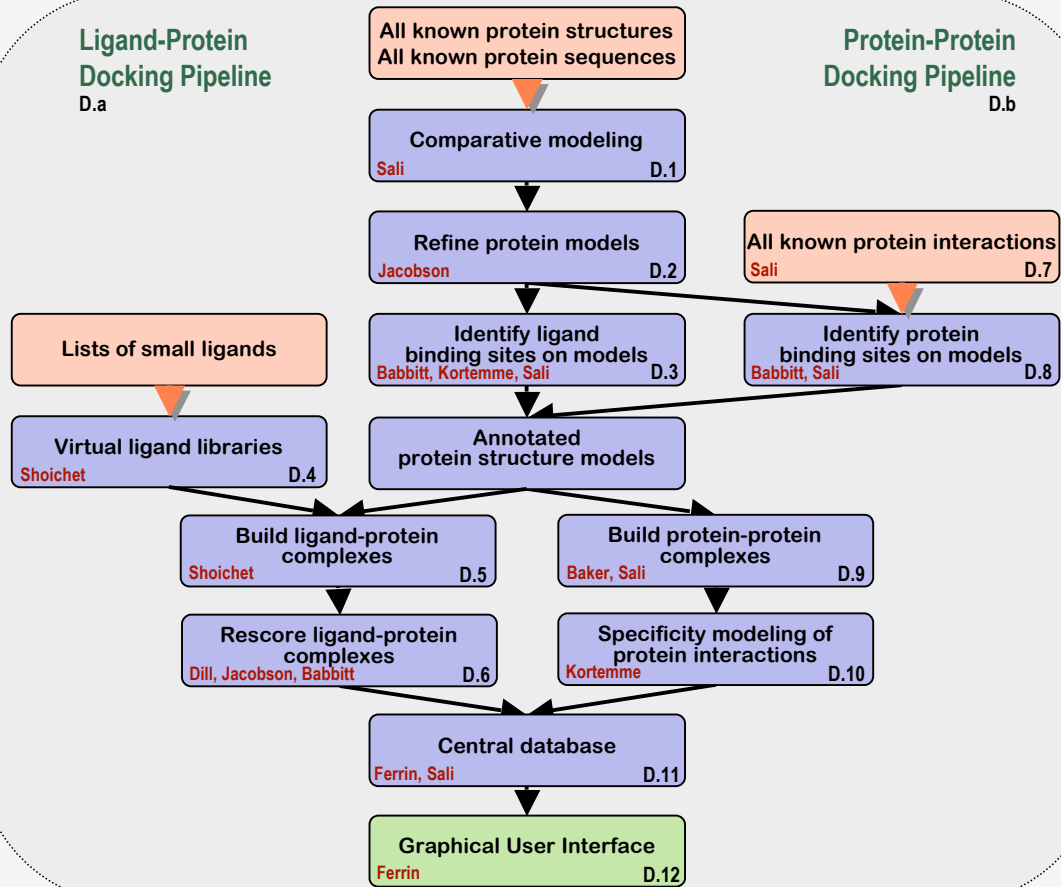 Ligand-Protein
Docking Pipeline
D.a
All known protein structures
All known protein sequences
Protein-Protein
Docking Pipeline
D.b
Comparative modeling
Sali D.1
Refine protein models
Jacobson D.2
All known protein interactions
Sali D.7
Lists of small ligands
Identify ligand
binding sites on models
Babbitt, Kortemme, Sali D.3
Identify protein
binding sites on models
Babbitt, Sali D.8
Virtual ligand libraries
Shoichet D.4
Annotated
protein structure models
Build ligand-protein
complexes
Shoichet D.5
Build protein-protein
complexes
Baker, Sali D.9
Rescore ligand-protein
complexes
Dill, Jacobson, Babbitt D.6
Specificity modeling of
protein interactions
Kortemme D.10
Central database
Ferrin, Sali D.11
Graphical User Interface
Ferrin D.12